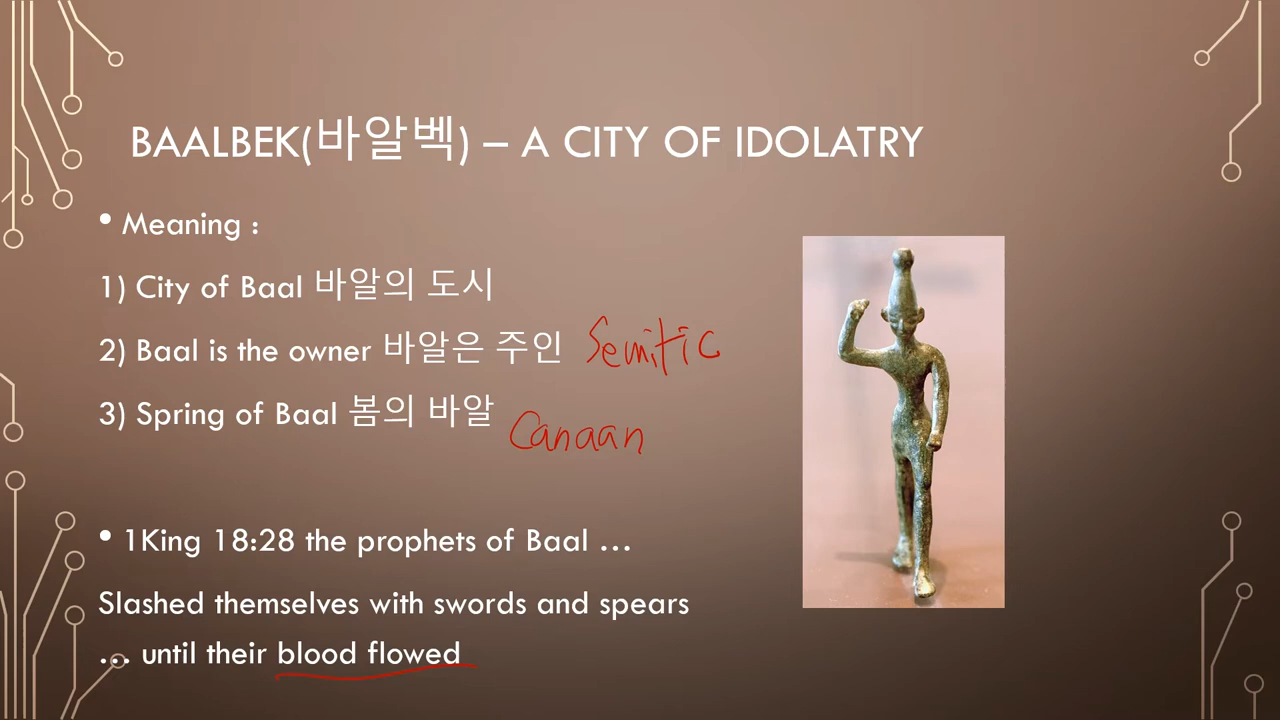 BAALBEK(바알벡) – A CITY OF IDOLATRY
• Meaning :
1) City of Baal 바알의 도시
2) Baal is the owner 바알은 주인 Semitic
3) Spring of Baal 봄의 바알
Canaan
• 1King 18:28 the prophets of Baal …
Slashed themselves with swords and spears
… until their blood flowed